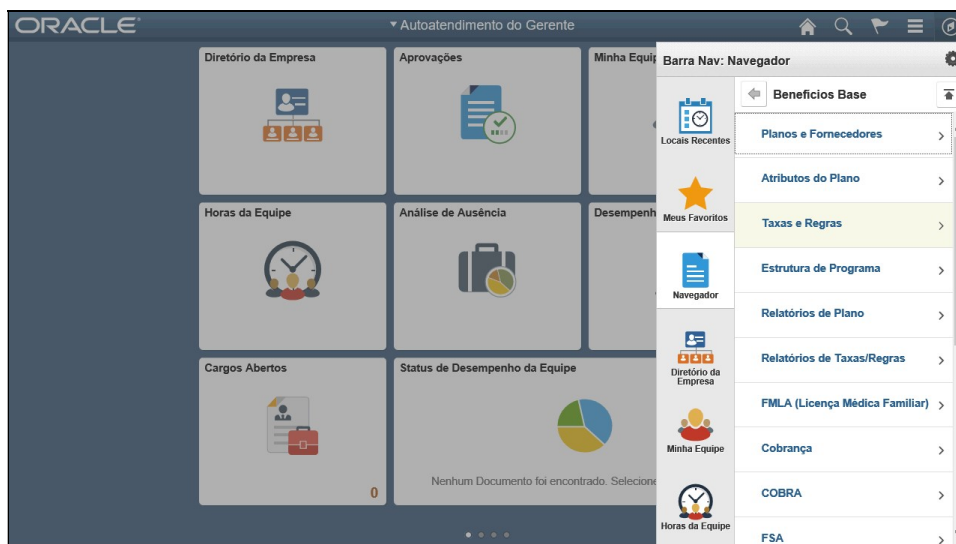 ORACLE
Autoatendimento do Gerente
Diretório da Empresa
Aprovações
Minha Equip
Horas da Equipe
Análise de Ausência
Desempenh
Cargos Abertos
0
Status de Desempenho da Equipe
Nenhum Documento foi encontrado. Selecione
Barra Nav: Navegador
Locais Recentes
Meus Favoritos
Navegador
Diretório da
Empresa
Minha Equipe
Horas da Equipe
Benefícios Base
Planos e Fornecedores
Atributos do Plano
Taxas e Regras
Estrutura de Programa
Relatórios de Plano
Relatórios de Taxas/Regras
FMLA (Licença Médica Familiar)
Cobrança
COBRA
FSA